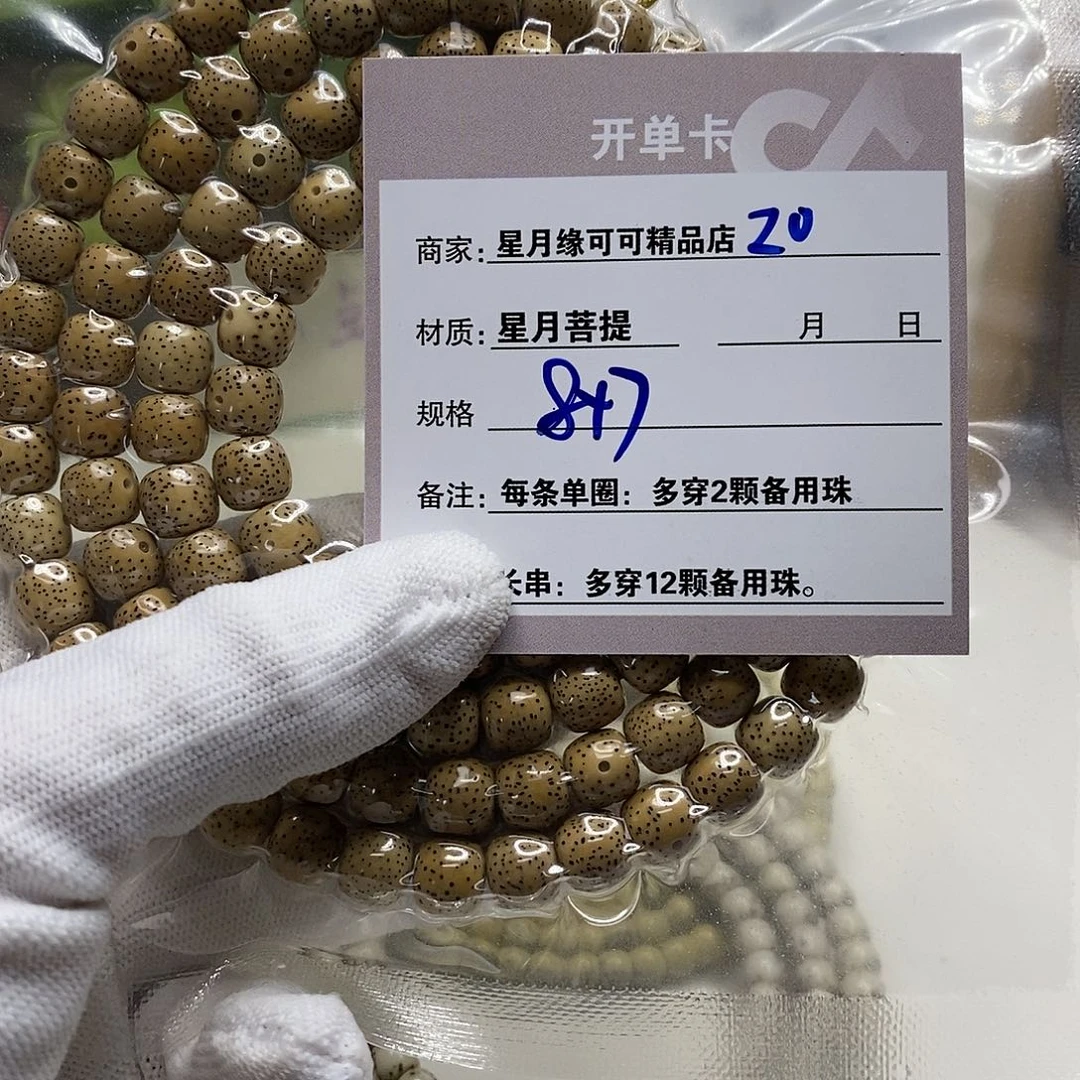 开单卡
商家：星月缘可可精品店 20
材质：星月菩提 月 日
规格 8×7
备注：每条单圈：多穿2颗备用珠
长串：多穿12颗备用珠。